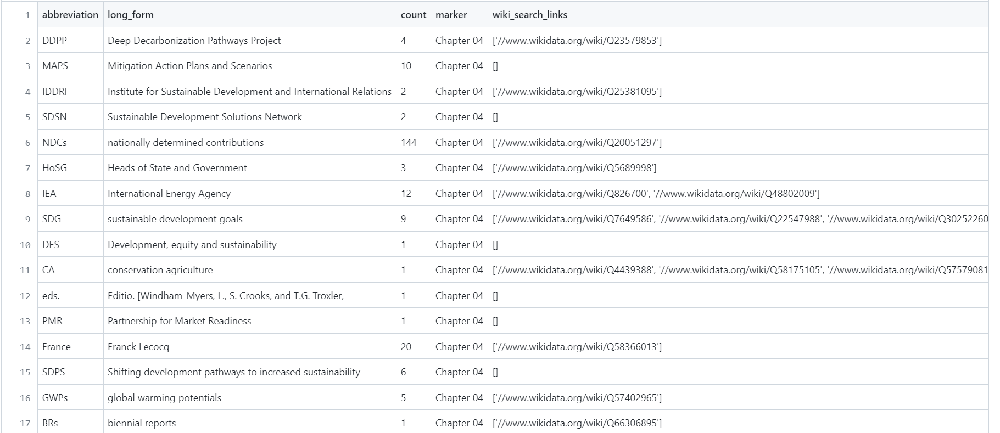 1 abbreviation long_form count marker wiki_search_links
2 DDPP Deep Decarbonization Pathways Project 4 Chapter 04 ['//www.wikidata.org/wiki/Q23579853']
3 MAPS Mitigation Action Plans and Scenarios 10 Chapter 04 []
4 IDDRI Institute for Sustainable Development and International Relations 2 Chapter 04 ['//www.wikidata.org/wiki/Q25381095']
5 SDSN Sustainable Development Solutions Network 2 Chapter 04 []
6 NDCs nationally determined contributions 144 Chapter 04 ['//www.wikidata.org/wiki/Q20051297']
7 HoSG Heads of State and Government 3 Chapter 04 ['//www.wikidata.org/wiki/Q5689998']
8 IEA International Energy Agency 12 Chapter 04 ['//www.wikidata.org/wiki/Q826700', '//www.wikidata.org/wiki/Q48802009']
9 SDG sustainable development goals 9 Chapter 04 ['//www.wikidata.org/wiki/Q7649586', '//www.wikidata.org/wiki/Q22547988', '//www.wikidata.org/wiki/Q30252260
10 DES Development, equity and sustainability 1 Chapter 04 []
11 CA conservation agriculture 1 Chapter 04 ['//www.wikidata.org/wiki/Q4439388', '//www.wikidata.org/wiki/Q58175105', '//www.wikidata.org/wiki/Q57579081
12 eds. Editio. [Windham-Myers, L., S. Crooks, and T.G. Troxler, 1 Chapter 04 []
13 PMR Partnership for Market Readiness 1 Chapter 04 []
14 France Franck Lecocq 20 Chapter 04 ['//www.wikidata.org/wiki/Q58366013']
15 SDPS Shifting development pathways to increased sustainability 6 Chapter 04 []
16 GWPs global warming potentials 5 Chapter 04 ['//www.wikidata.org/wiki/Q57402965']
17 BRs biennial reports 1 Chapter 04 ['//www.wikidata.org/wiki/Q66306895']